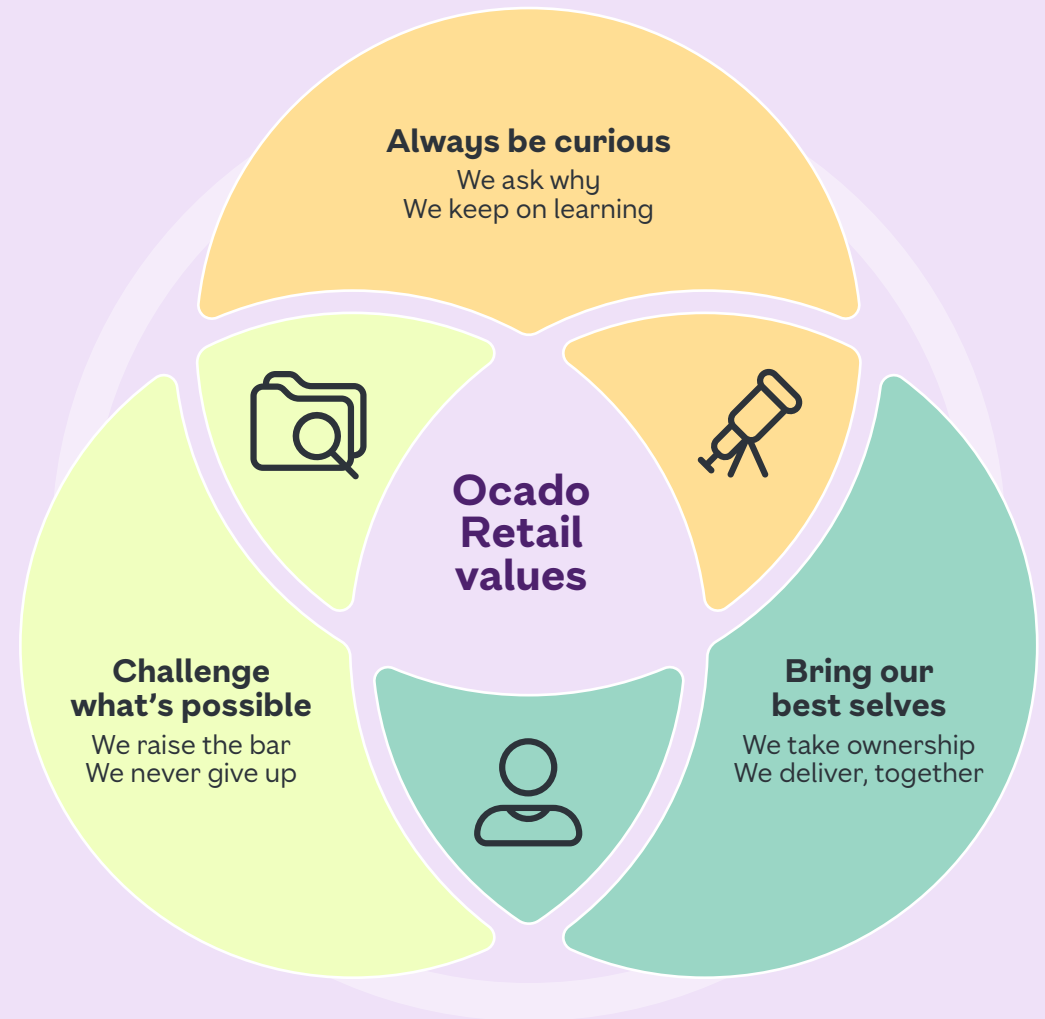 Always be curious
We ask why
We keep on learning
Ocado
Retail
values
Challenge
what's possible
We raise the bar
We never give up
Bring our
best selves
We take ownership
We deliver, together